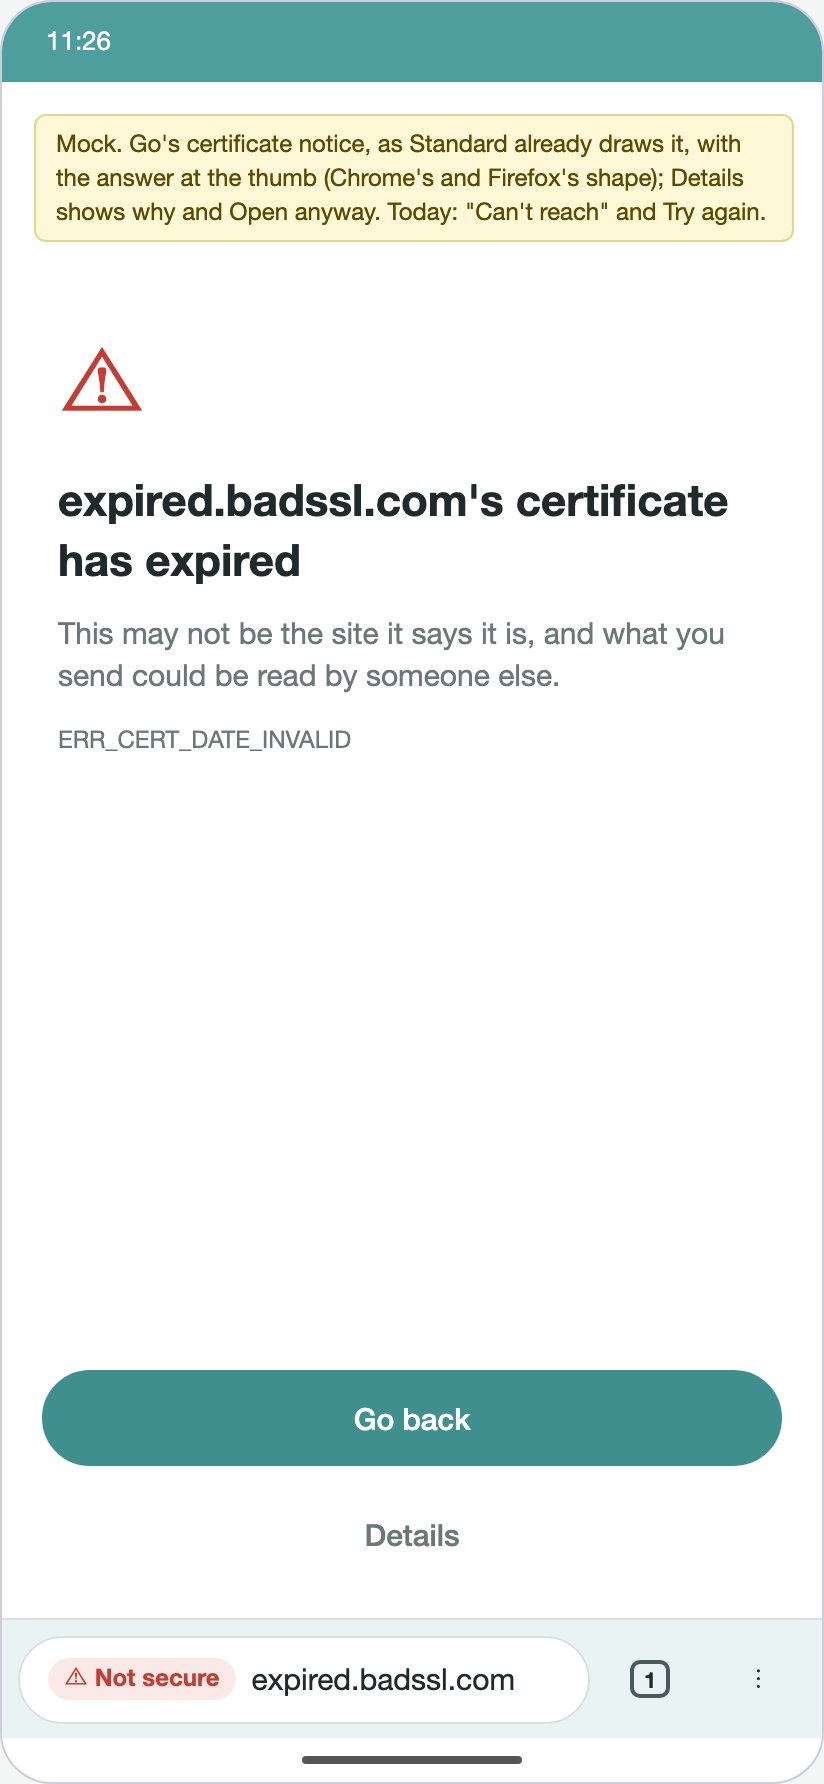 11:26
Mock. Go's certificate notice, as Standard already draws it, with
the answer at the thumb (Chrome's and Firefox's shape); Details
shows why and Open anyway. Today: "Can't reach" and Try again.
expired.badssl.com's certificate
has expired
This may not be the site it says it is, and what you
send could be read by someone else.
ERR_CERT_DATE_INVALID
Go back
Details
Not secure expired.badssl.com 1